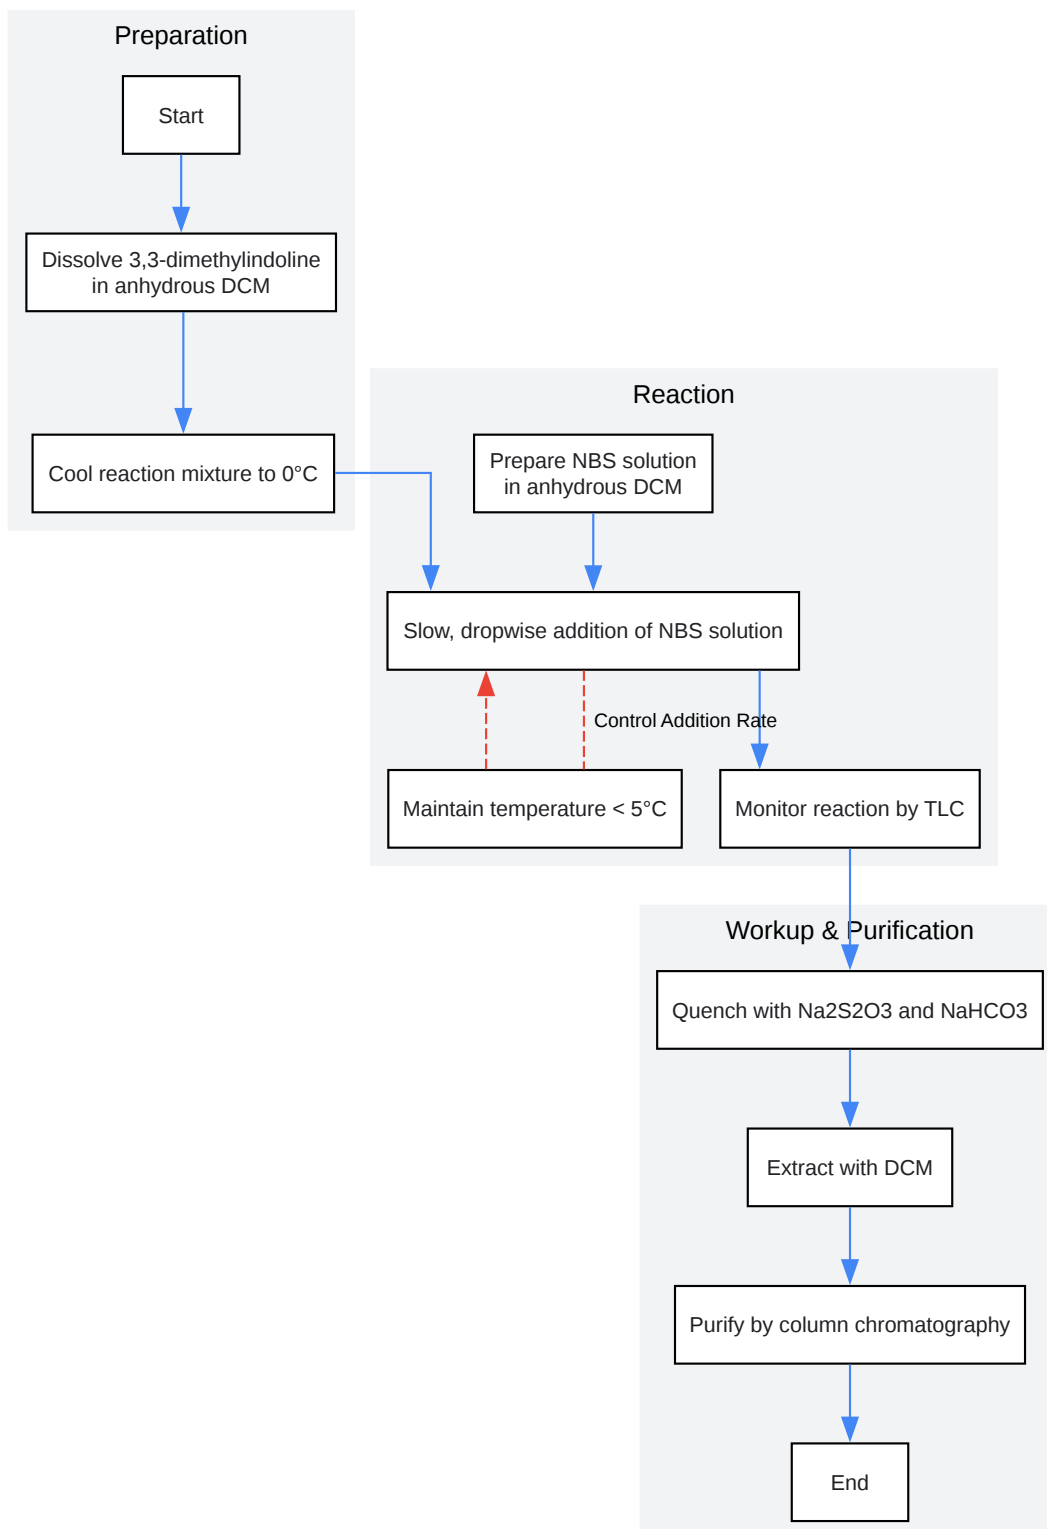 Preparation
Start
Dissolve 3,3-dimethylindoline
in anhydrous DCM
Cool reaction mixture to 0°C
Reaction
Prepare NBS solution
in anhydrous DCM
Slow, dropwise addition of NBS solution
Control Addition Rate
Maintain temperature < 5°C
Monitor reaction by TLC
Workup & Purification
Quench with Na2S2O3 and NaHCO3
Extract with DCM
Purify by column chromatography
End